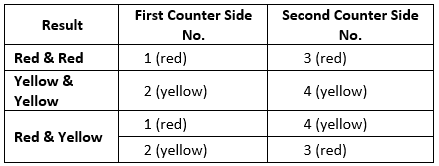 Result First Counter Side No. Second Counter Side No.
Red & Red 1 (red) 3 (red)
Yellow & Yellow 2 (yellow) 4 (yellow)
Red & Yellow 1 (red) 4 (yellow)
2 (yellow) 3 (red)